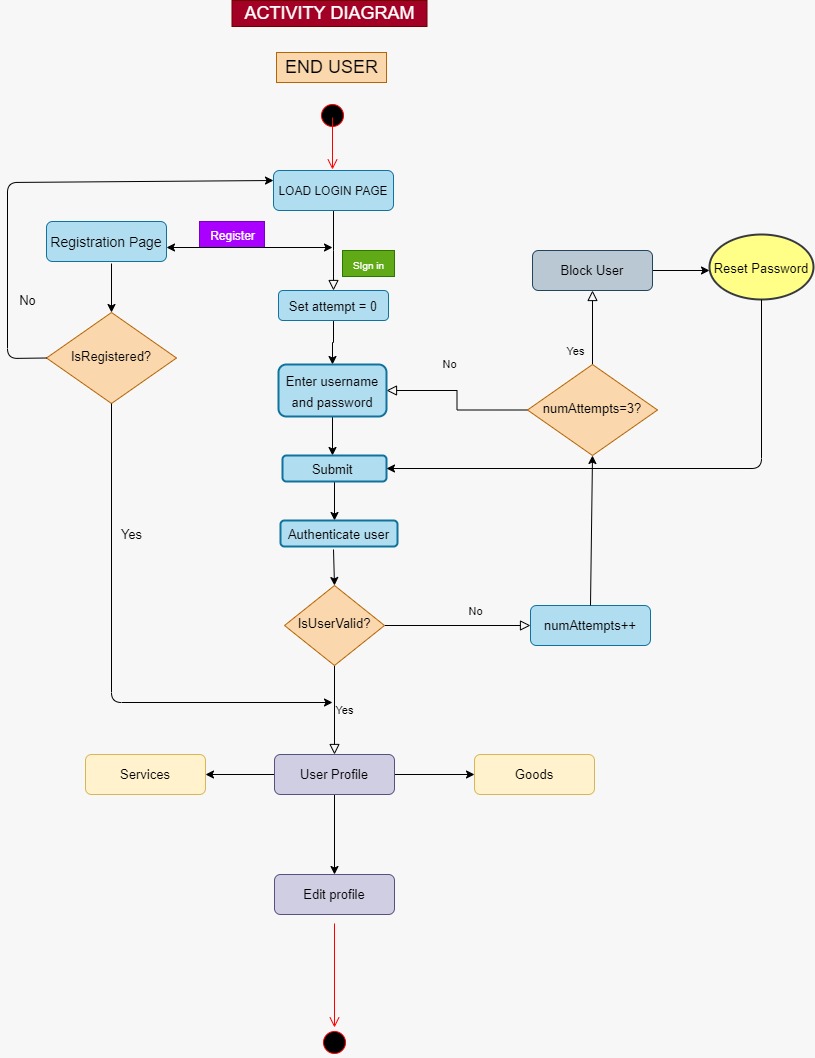 ACTIVITY DIAGRAM
END USER
LOAD LOGIN PAGE
Registration Page
Register
SIgn in
Block User
Reset Password
No
Set attempt = 0
IsRegistered?
Yes
No
Enter username
and password
numAttempts=3?
Submit
Yes
Authenticate user
IsUserValid?
No
numAttempts++
Yes
Services
User Profile
Goods
Edit profile